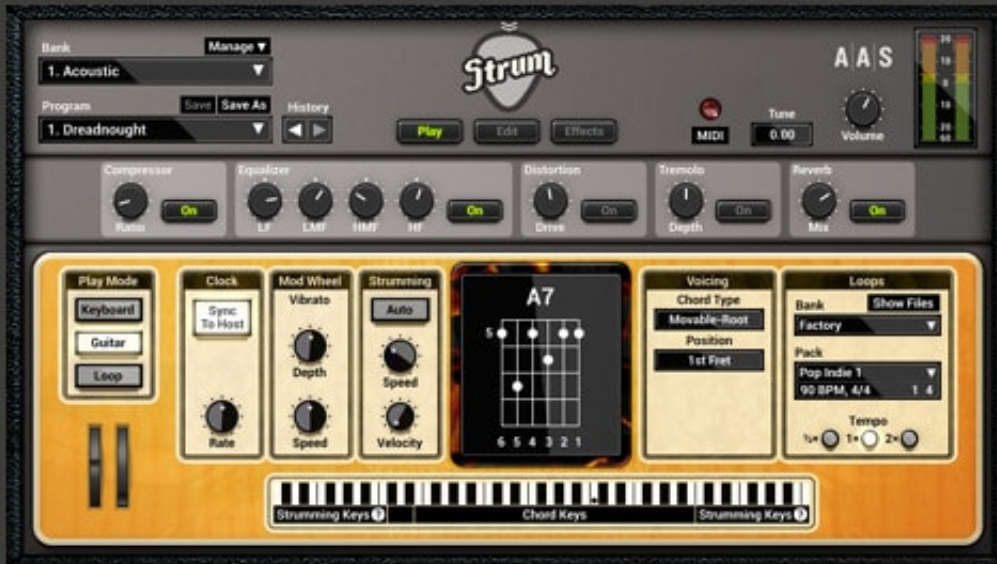 Bank
Manage ▼
1. Acoustic
Program
Save
Save As
History
1. Dreadnought
Strum
Play
Edit
Effects
MIDI
Tune
0.00
AAS
Volume
Compressor
Ratio
On
Equalizer
LF
LMF
HMF
HF
On
Distortion
Drive
On
Tremolo
Depth
On
Reverb
Mix
On
Play Mode
Keyboard
Guitar
Loop
Clock
Sync
To Host
Rate
Mod Wheel
Vibrato
Depth
Speed
Strumming
Auto
Speed
Velocity
A7
5
6 5 4 3 2 1
Voicing
Chord Type
Movable-Root
Position
1st Fret
Loops
Bank
Show Files
Factory
Pack
Pop Indie 1
90 BPM, 4/4 1 4
Tempo
½× 1× 2×
Strumming Keys ?
Chord Keys
Strumming Keys ?